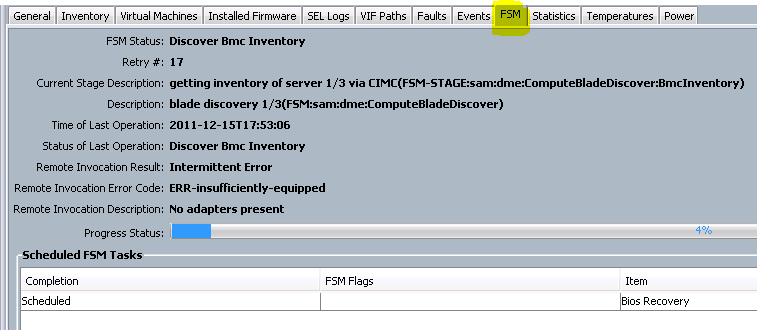 General Inventory Virtual Machines Installed Firmware SEL Logs VIF Paths Faults Events FSM Statistics Temperatures Power
FSM Status: Discover Bmc Inventory
Retry #: 17
Current Stage Description: getting inventory of server 1/3 via CIMC(FSM-STAGE:sam:dme:ComputeBladeDiscover:BmcInventory)
Description: blade discovery 1/3(FSM:sam:dme:ComputeBladeDiscover)
Time of Last Operation: 2011-12-15T17:53:06
Status of Last Operation: Discover Bmc Inventory
Remote Invocation Result: Intermittent Error
Remote Invocation Error Code: ERR-insufficiently-equipped
Remote Invocation Description: No adapters present
Progress Status: 4%
Scheduled FSM Tasks
Completion FSM Flags Item
Scheduled Bios Recovery